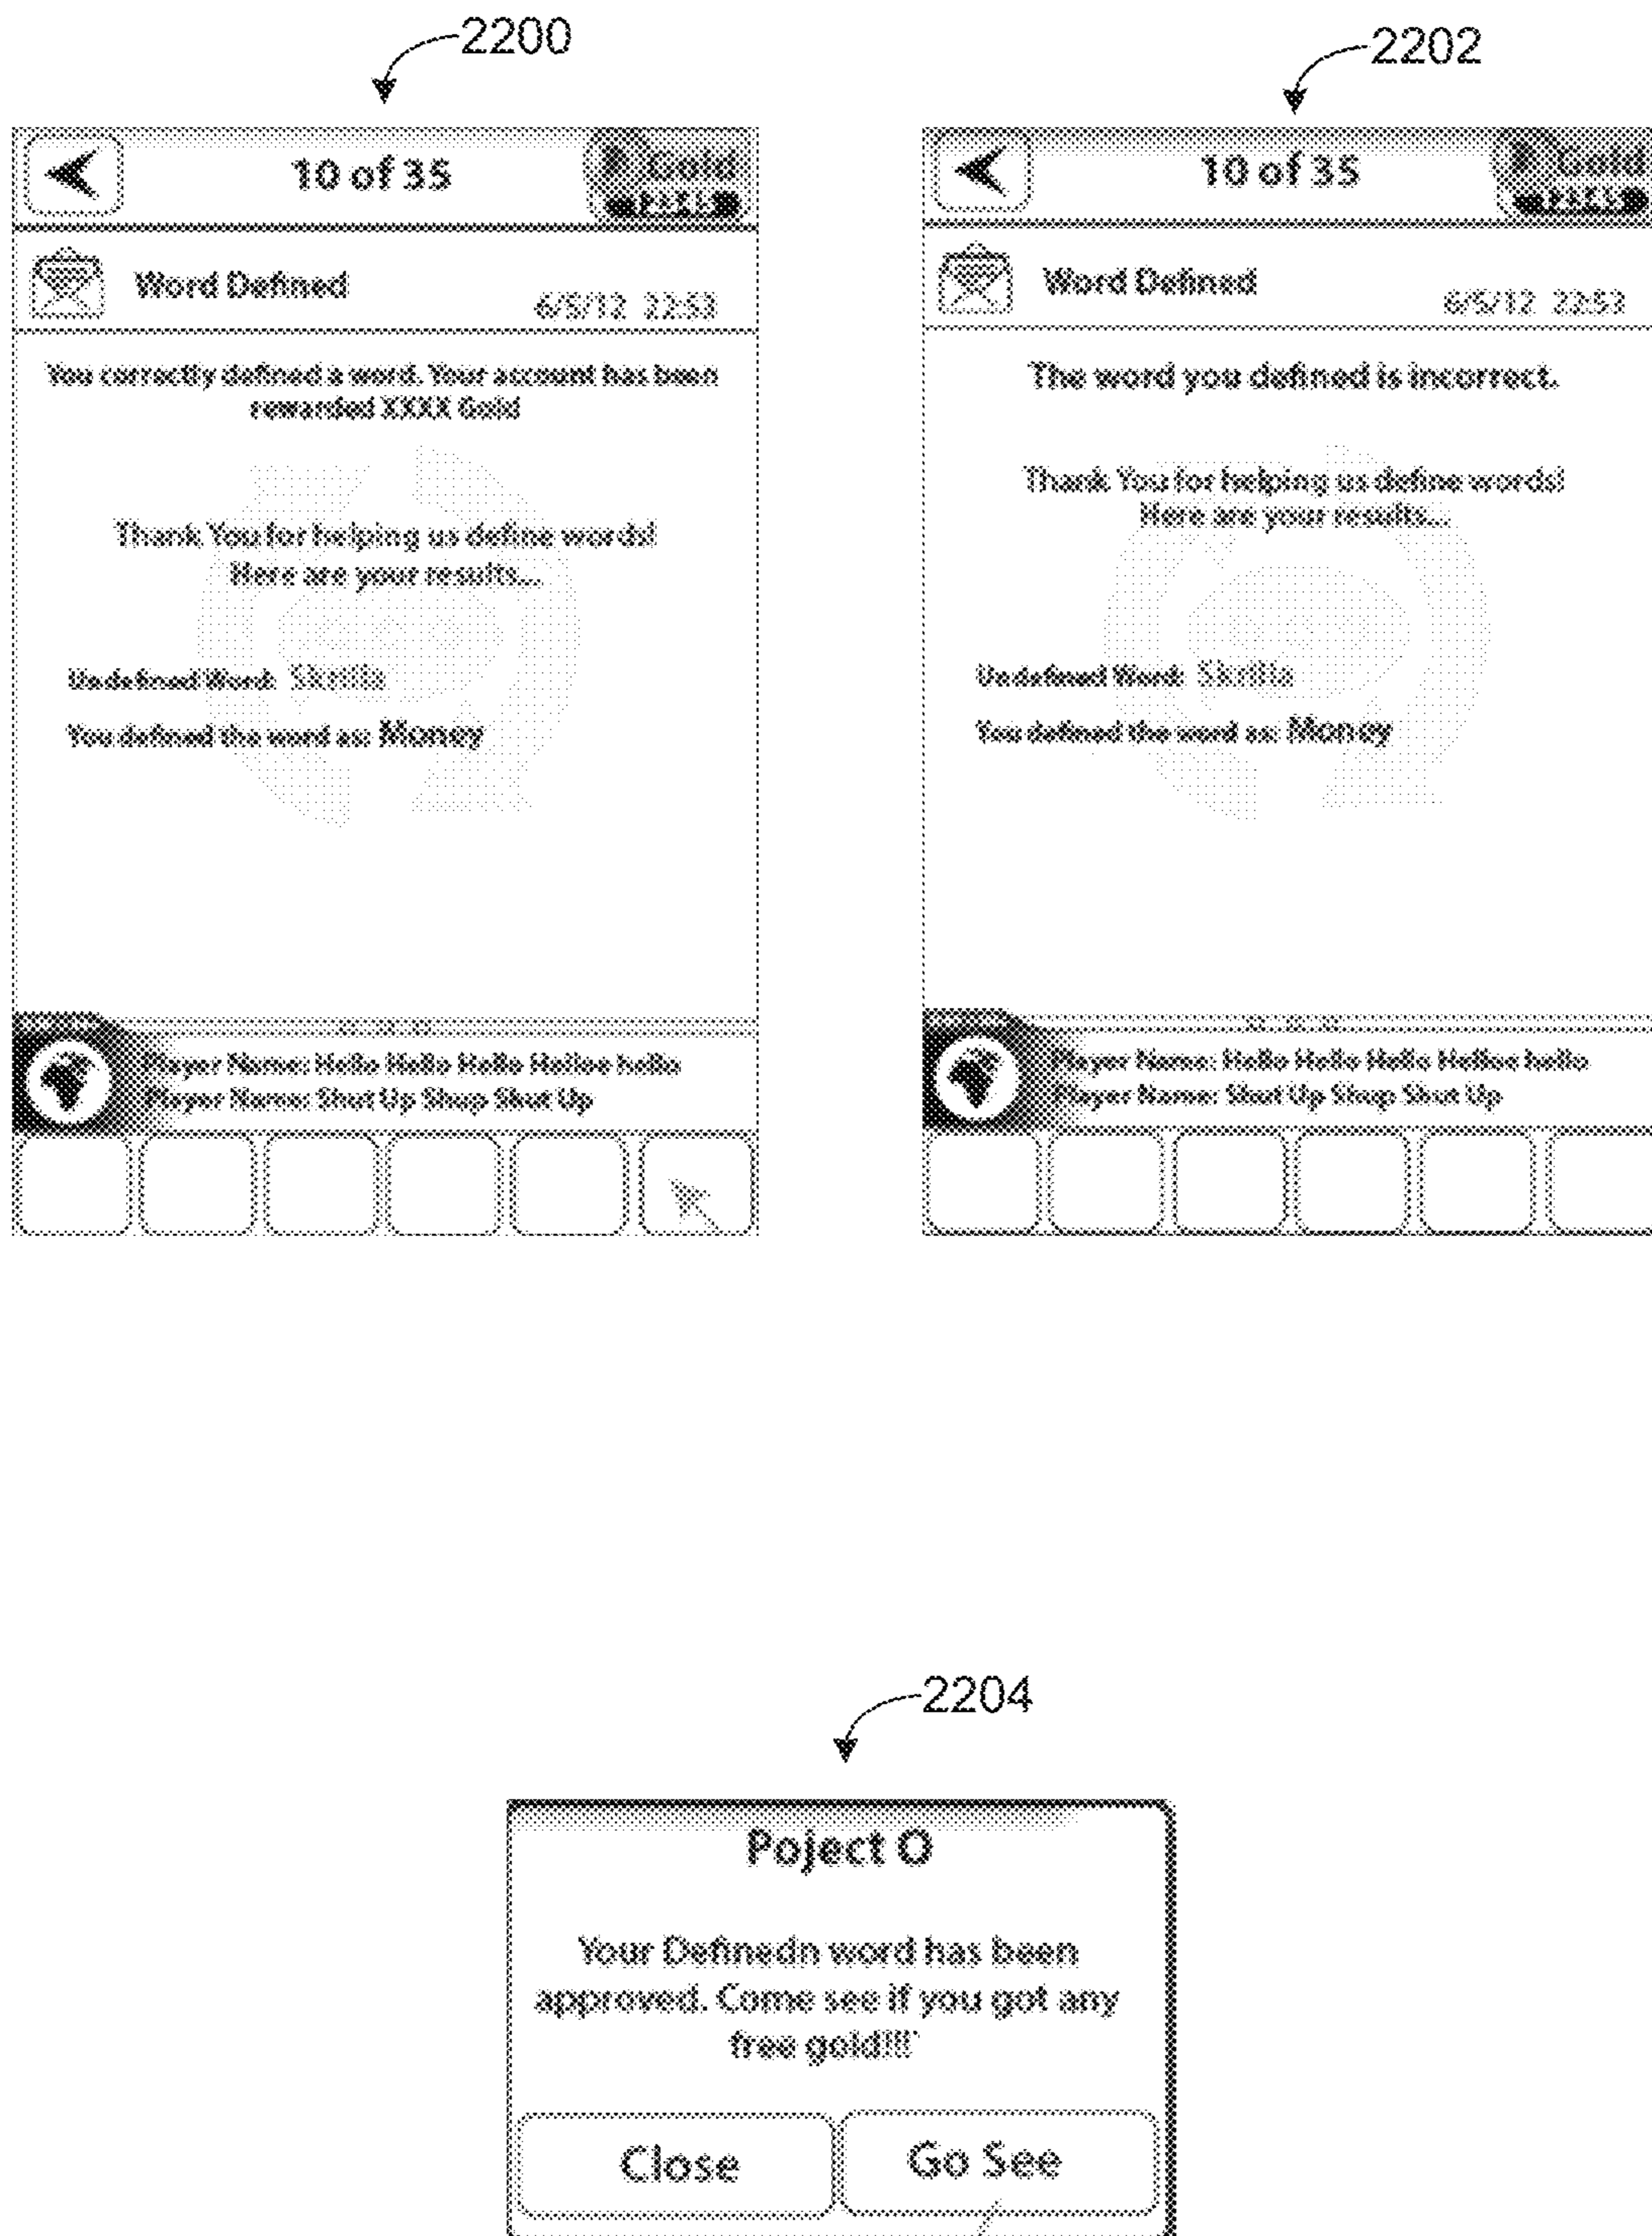 2200
10 of 35
Gold
Word Defined
6/5/12 22:53
You correctly defined a word. Your account has been
rewarded XXXX Gold
Thank You for helping us define words!
Here are your results...
Undefined Word: Skrilla
You defined the word as: Money
Player Name: Hello Hello Hello Helloe hello
Player Name: Shut Up Shup Shut Up
2202
10 of 35
Gold
Word Defined
6/5/12 22:53
The word you defined is incorrect.
Thank You for helping us define words!
Here are your results...
Undefined Word: Skrilla
You defined the word as: Money
Player Name: Hello Hello Hello Helloe hello
Player Name: Shut Up Shup Shut Up
2204
Poject O
Your Definedn word has been
approved. Come see if you got any
free gold!!!
Close
Go See